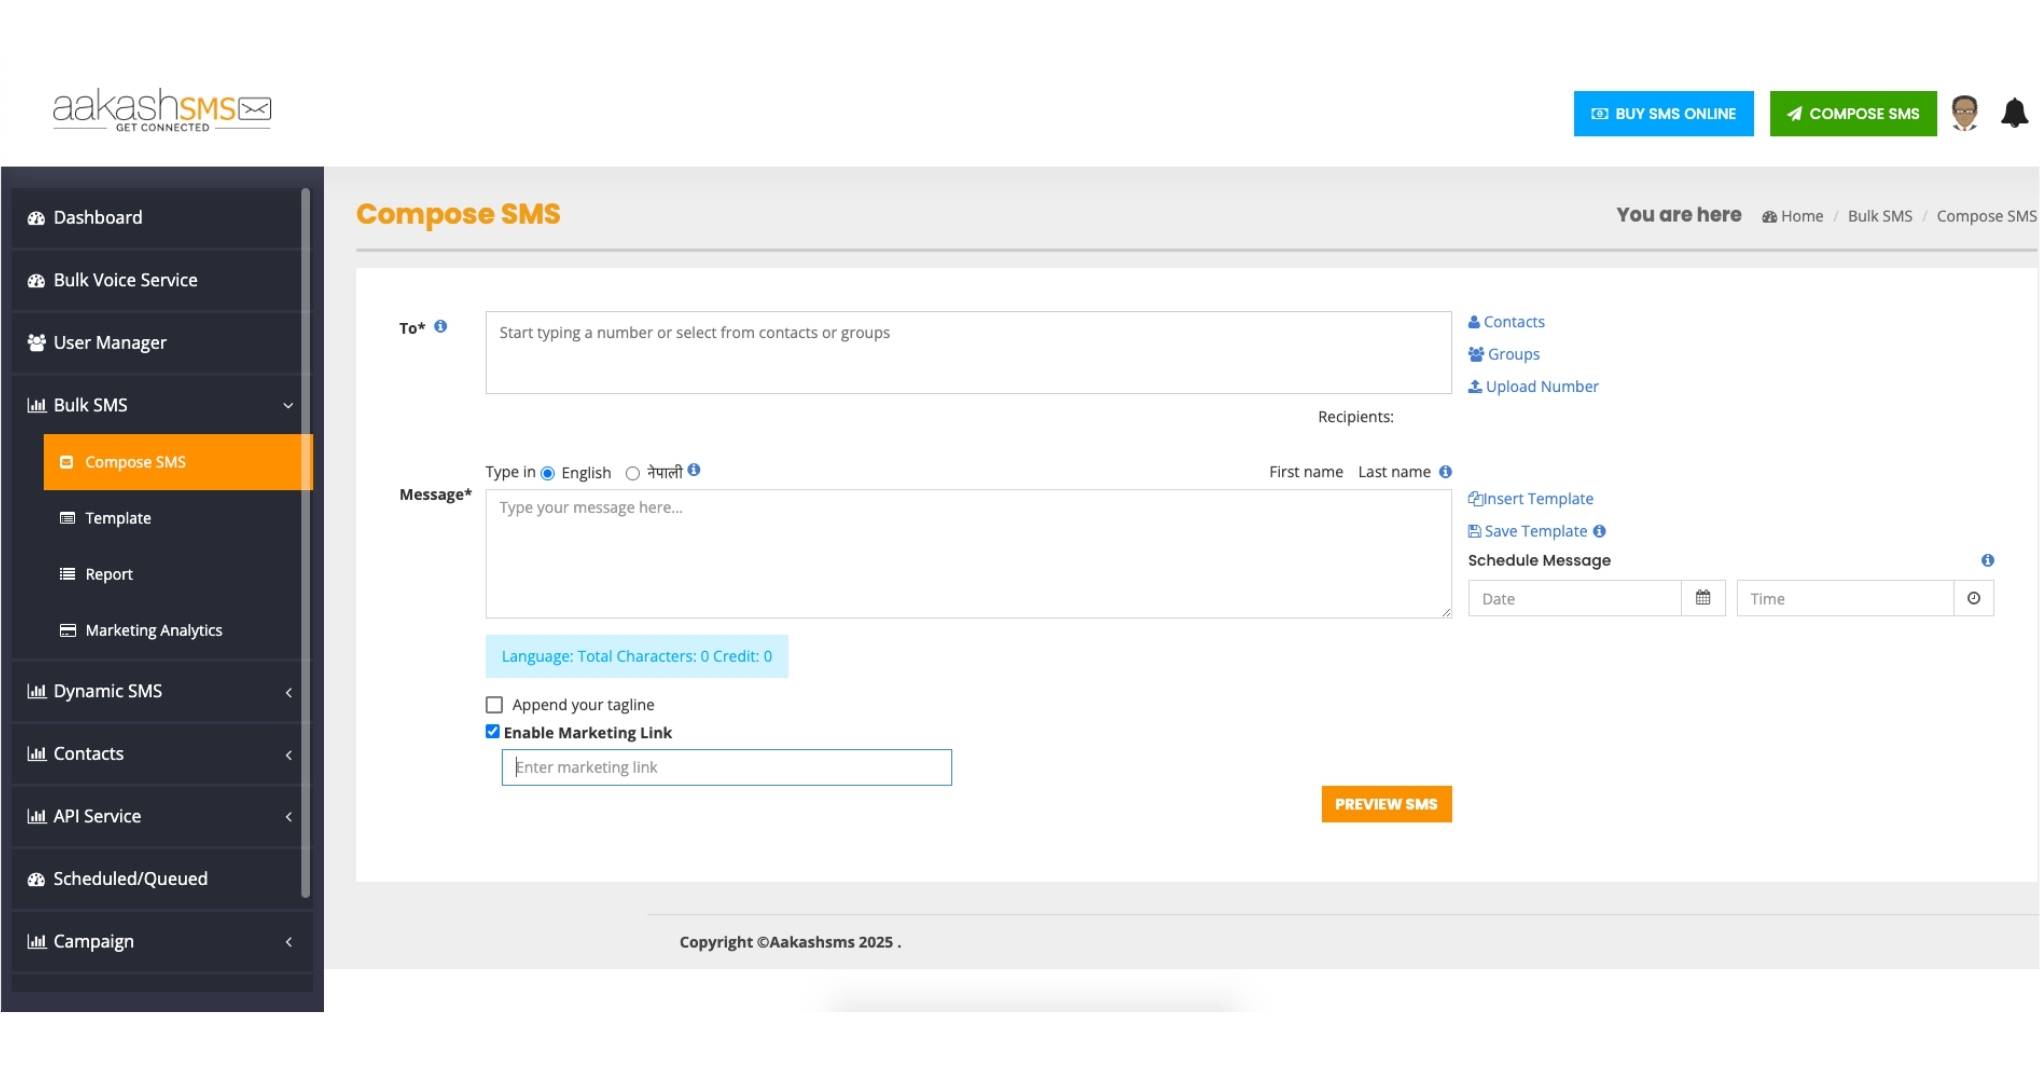 aakashSMS
GET CONNECTED
BUY SMS ONLINE
COMPOSE SMS
Dashboard
Bulk Voice Service
User Manager
Bulk SMS
Compose SMS
Template
Report
Marketing Analytics
Dynamic SMS
Contacts
API Service
Scheduled/Queued
Campaign
Compose SMS
You are here Home / Bulk SMS / Compose SMS
To*
Start typing a number or select from contacts or groups
Contacts
Groups
Upload Number
Recipients:
Type in English नेपाली
First name Last name
Message*
Type your message here...
Insert Template
Save Template
Schedule Message
Date
Time
Language: Total Characters: 0 Credit: 0
Append your tagline
Enable Marketing Link
Enter marketing link
PREVIEW SMS
Copyright ©Aakashsms 2025 .